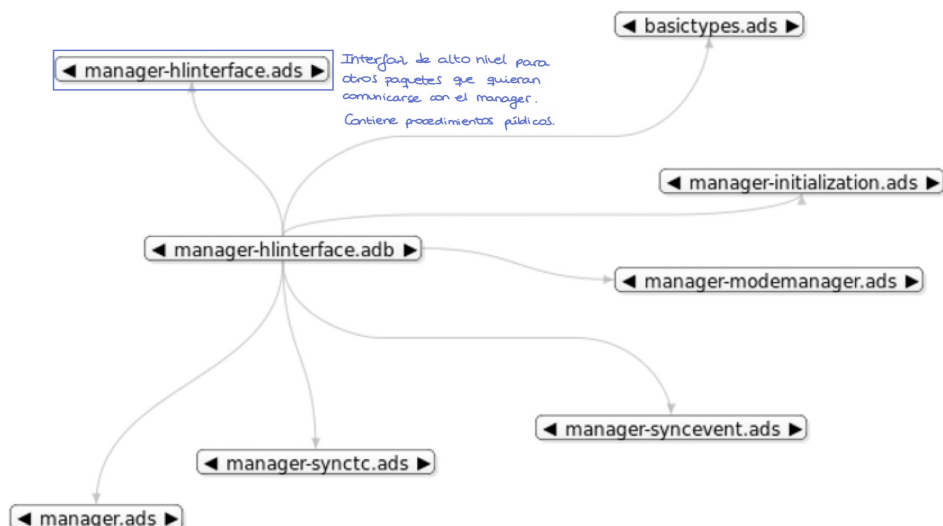 ◄ basictypes.ads ►
◄ manager-hlinterface.ads ►
Interfaz de alto nivel para
otros paquetes que quieran
comunicarse con el manager.
Contiene procedimientos públicos.
◄ manager-initialization.ads ►
◄ manager-hlinterface.adb ►
◄ manager-modemanager.ads ►
◄ manager-syncevent.ads ►
◄ manager-synctc.ads ►
◄ manager.ads ►